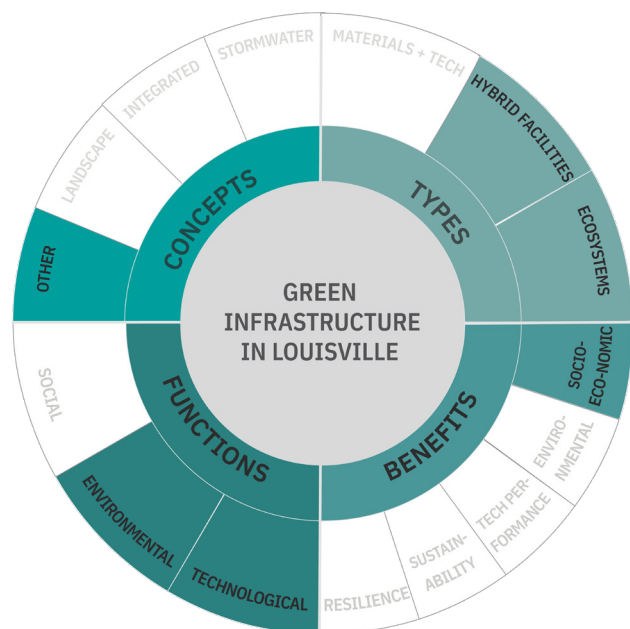 STORMWATER
MATERIALS + TECH
INTEGRATED
HYBRID FACILITIES
LANDSCAPE
CONCEPTS
TYPES
OTHER
ECOSYSTEMS
GREEN
INFRASTRUCTURE
IN LOUISVILLE
SOCIAL
FUNCTIONS
BENEFITS
SOCIO-
ECO-NOMIC
ENVIRO-
NMENTAL
ENVIRONMENTAL
TECH PER-
FORMANCE
TECHNOLOGICAL
RESILIENCE
SUSTAIN-
ABILITY